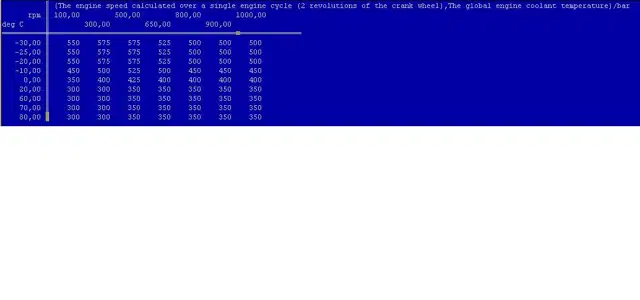 (The engine speed calculated over a single engine cycle (2 revolutions of the crank wheel),The global engine coolant temperature)/bar
rpm 100,00 500,00 800,00 1000,00
deg C 300,00 650,00 900,00
-30,00 550 575 575 525 500 500 500
-25,00 550 575 575 525 500 500 500
-20,00 550 575 575 525 500 500 500
-10,00 450 500 525 500 450 450 450
0,00 350 400 425 400 400 400 400
20,00 300 300 350 350 350 350 350
60,00 300 300 350 350 350 350 350
70,00 300 300 350 350 350 350 350
80,00 300 300 350 350 350 350 350